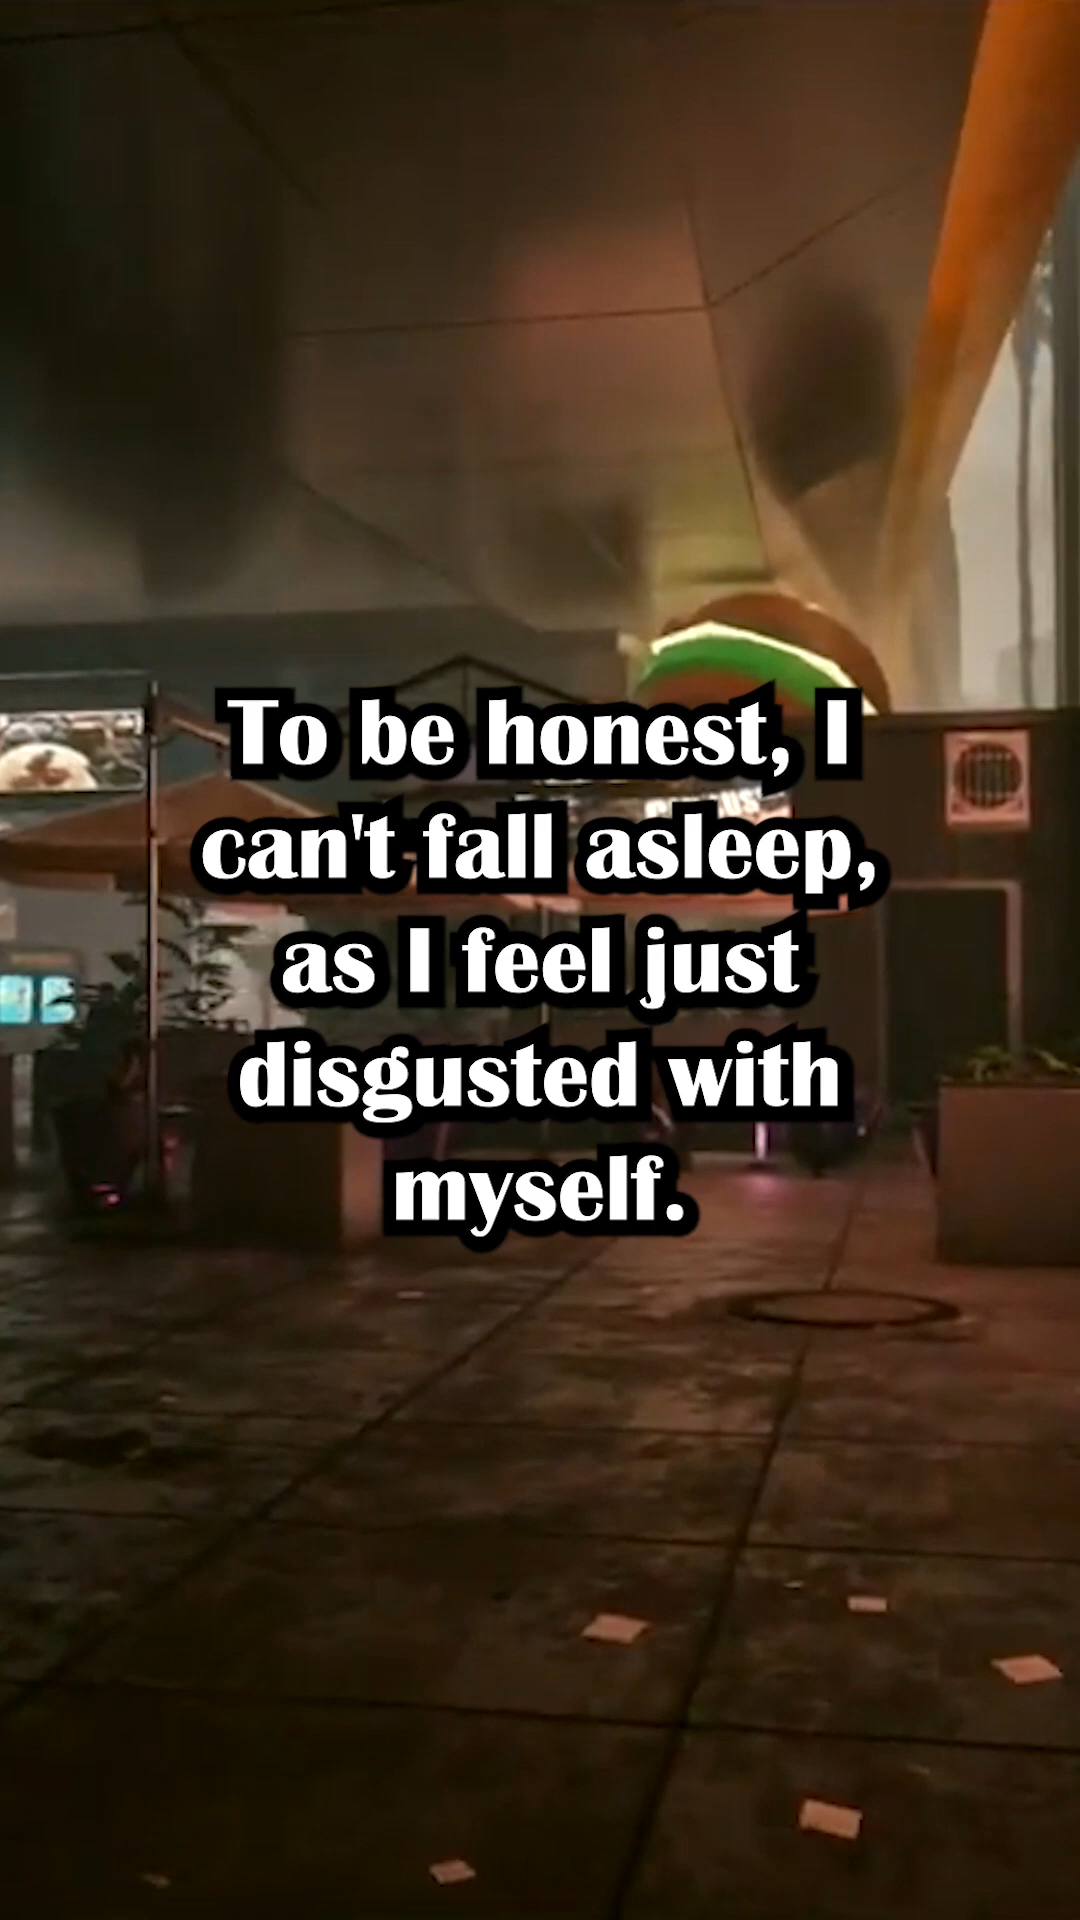 To be honest, I
can't fall asleep,
as I feel just
disgusted with
myself.